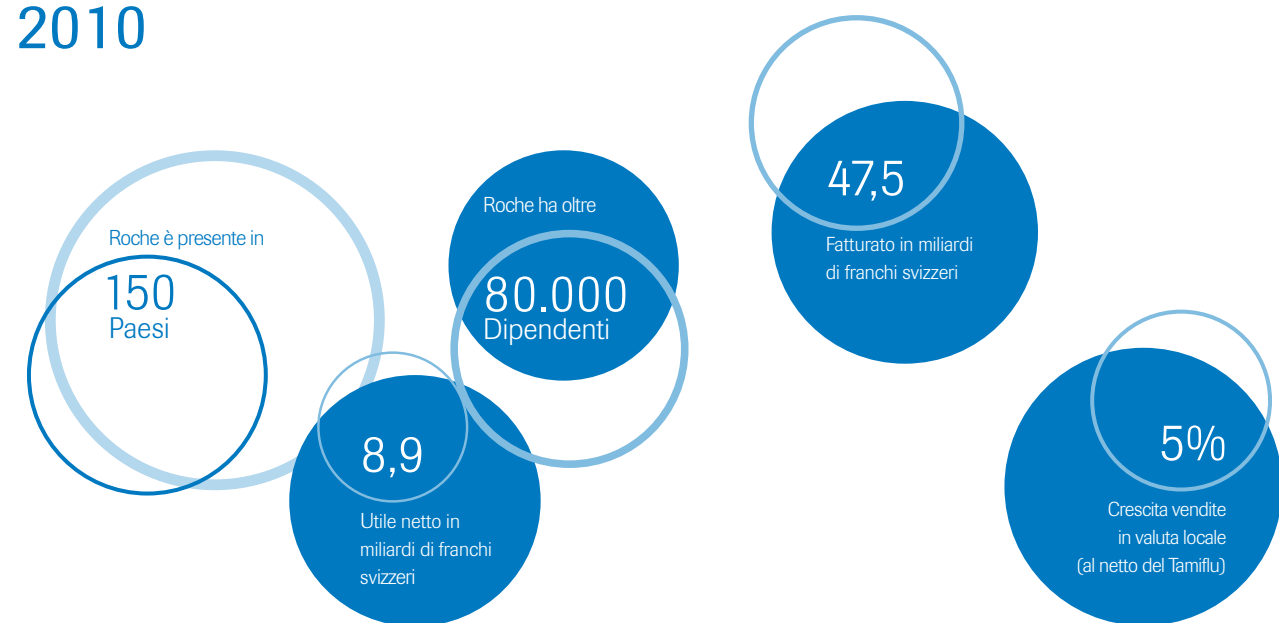 2010
Roche è presente in
150
Paesi
8,9
Utile netto in
miliardi di franchi
svizzeri
Roche ha oltre
80.000
Dipendenti
47,5
Fatturato in miliardi
di franchi svizzeri
5%
Crescita vendite
in valuta locale
(al netto del Tamiflu)